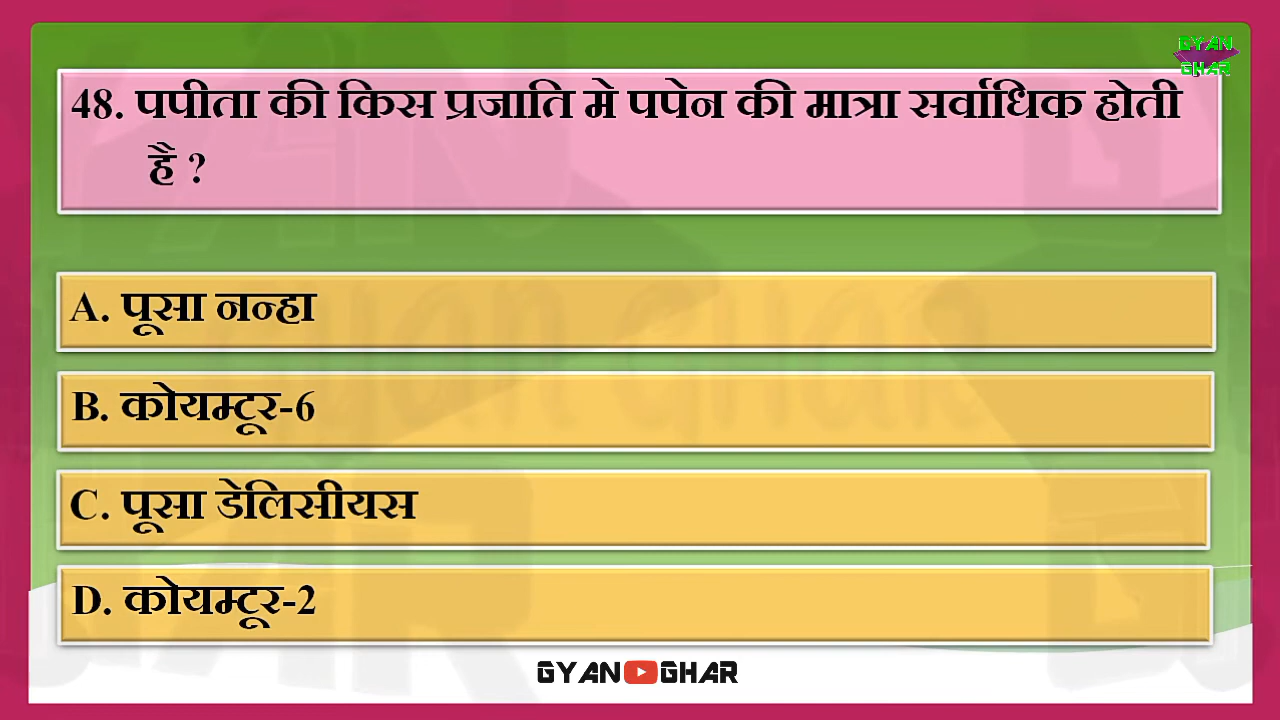 GYAN
GHAR
48. पपीता की किस प्रजाति मे पपेन की मात्रा सर्वाधिक होती
है ?
A. पूसा नन्हा
B. कोयम्टूर-6
C. पूसा डेलिसीयस
D. कोयम्टूर-2
GYAN GHAR